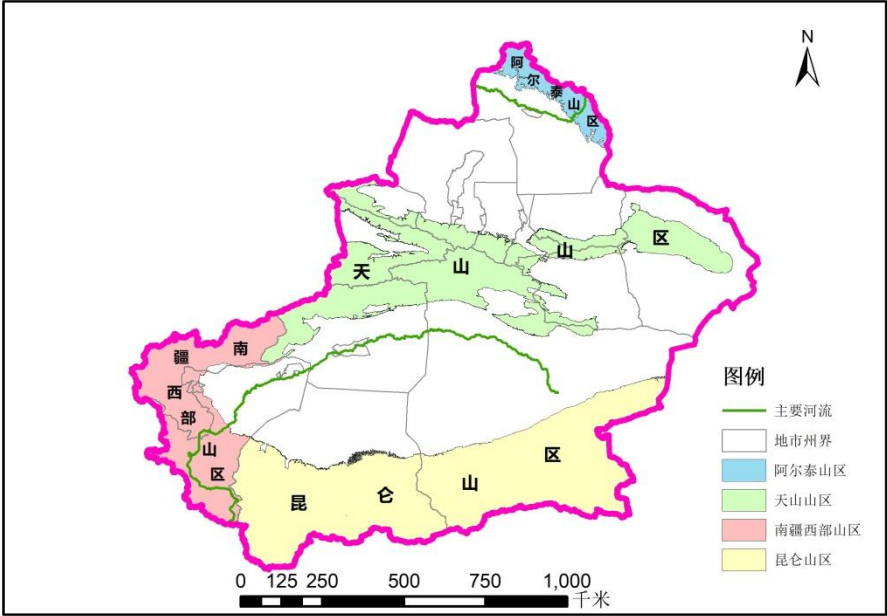 N
阿尔泰山区
天山山区
南疆西部山区
昆仑山区
图例
主要河流
地市州界
阿尔泰山区
天山山区
南疆西部山区
昆仑山区
0 125 250 500 750 1,000
千米